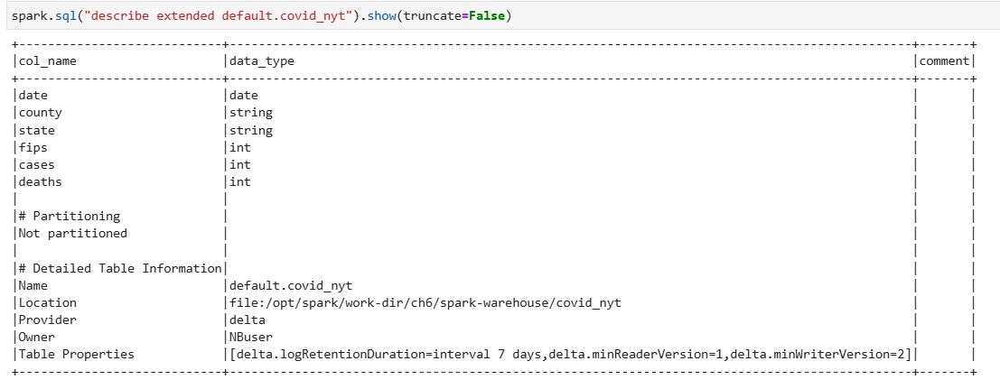 spark.sql("describe extended default.covid_nyt").show(truncate=False)
+----------------------------+-------------------------------------------------------------------------------------------+-------+
|col_name                    |data_type                                                                                  |comment|
+----------------------------+-------------------------------------------------------------------------------------------+-------+
|date                        |date                                                                                       |       |
|county                      |string                                                                                     |       |
|state                       |string                                                                                     |       |
|fips                        |int                                                                                        |       |
|cases                       |int                                                                                        |       |
|deaths                      |int                                                                                        |       |
|                            |                                                                                           |       |
|# Partitioning              |                                                                                           |       |
|Not partitioned             |                                                                                           |       |
|                            |                                                                                           |       |
|# Detailed Table Information|                                                                                           |       |
|Name                        |default.covid_nyt                                                                          |       |
|Location                    |file:/opt/spark/work-dir/ch6/spark-warehouse/covid_nyt                                     |       |
|Provider                    |delta                                                                                      |       |
|Owner                       |NBuser                                                                                     |       |
|Table Properties            |[delta.logRetentionDuration=interval 7 days,delta.minReaderVersion=1,delta.minWriterVersion=2]|       |
+----------------------------+-------------------------------------------------------------------------------------------+-------+